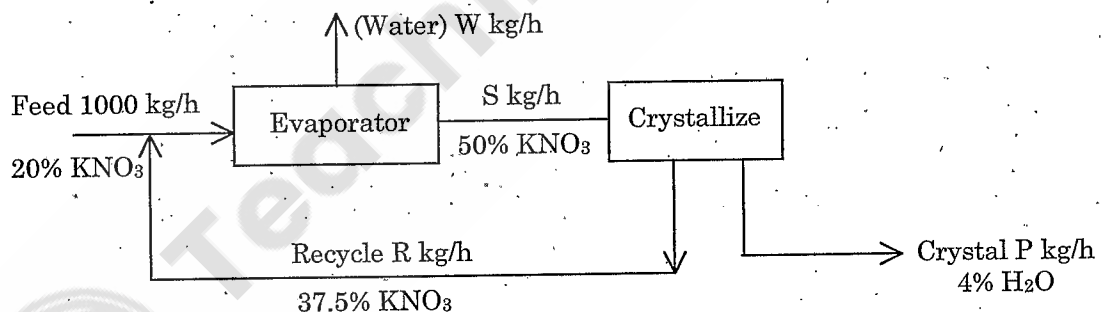 (Water) W kg/h
Feed 1000 kg/h
Evaporator
S kg/h
Crystallize
20% KNO₃
50% KNO₃
Recycle R kg/h
37.5% KNO₃
Crystal P kg/h
4% H₂O
Teachin